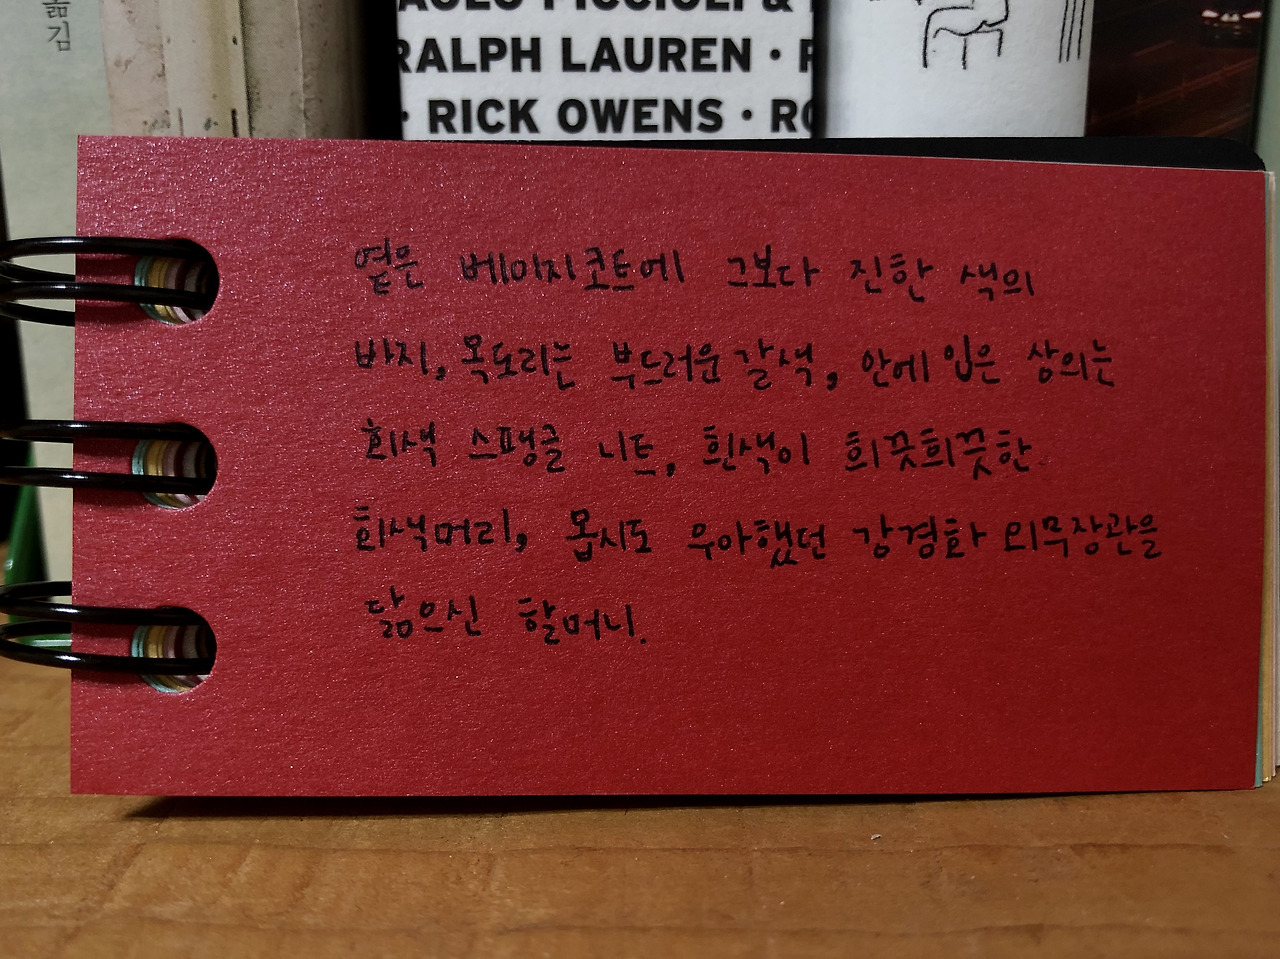 옮김
RALPH LAUREN ·
· RICK OWENS ·
옅은 베이지코트에 그보다 진한 색의
바지, 목도리는 부드러운 갈색, 안에 입은 상의는
회색 스팽글 니트, 흰색이 희끗희끗한
회색머리, 몹시도 우아했던 강경화 외무장관을
닮으신 할머니.